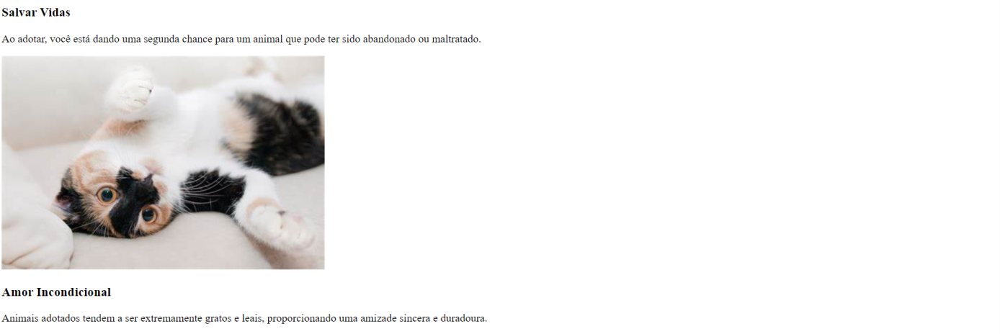 Salvar Vidas
Ao adotar, você está dando uma segunda chance para um animal que pode ter sido abandonado ou maltratado.
Amor Incondicional
Animais adotados tendem a ser extremamente gratos e leais, proporcionando uma amizade sincera e duradoura.